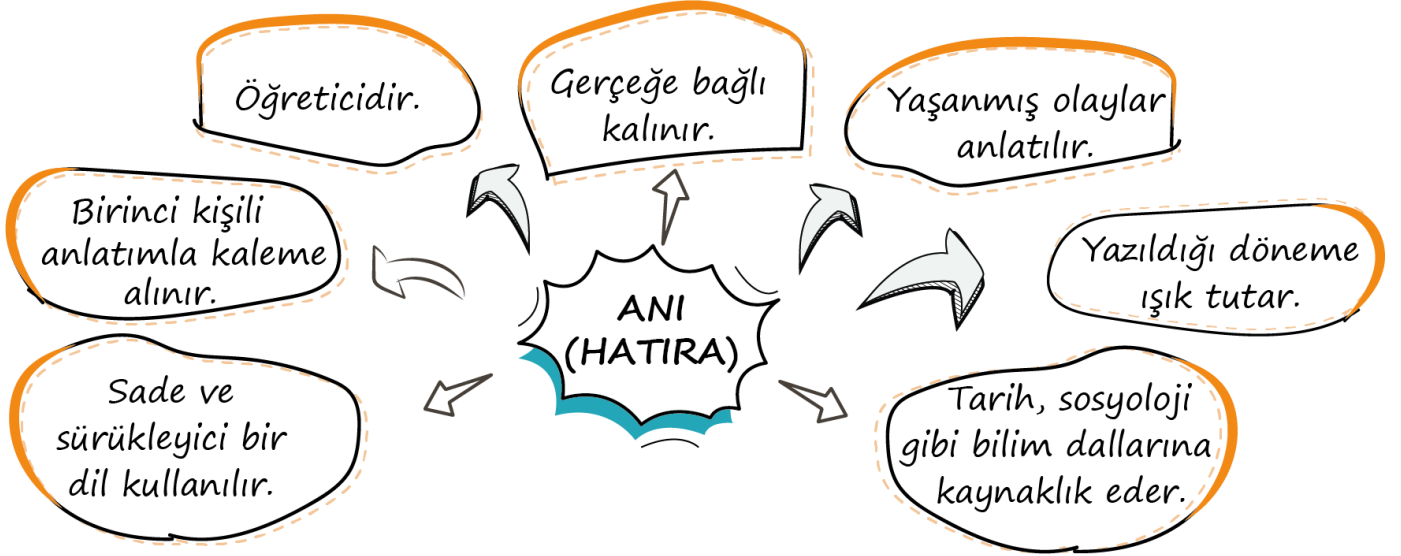 Öğreticidir.
Gerçeğe bağlı
kalınır.
Yaşanmış olaylar
anlatılır.
Birinci kişili
anlatımla kaleme
alınır.
ANI
(HATIRA)
Yazıldığı döneme
ışık tutar.
Sade ve
sürükleyici bir
dil kullanılır.
Tarih, sosyoloji
gibi bilim dallarına
kaynaklık eder.